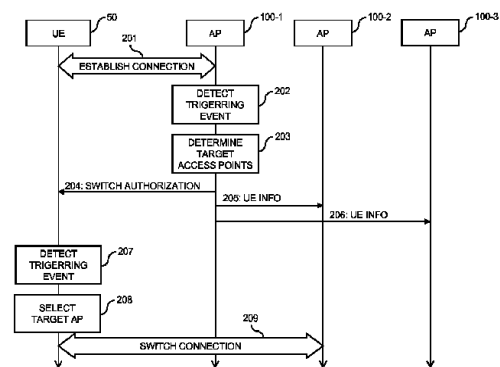 50
100-1
100-2
100-3
UE
AP
AP
AP
201
ESTABLISH CONNECTION
202
DETECT
TRIGERRING
EVENT
203
DETERMINE
TARGET
ACCESS POINTS
204: SWITCH AUTHORIZATION
205: UE INFO
206: UE INFO
207
DETECT
TRIGERRING
EVENT
208
SELECT
TARGET AP
209
SWITCH CONNECTION